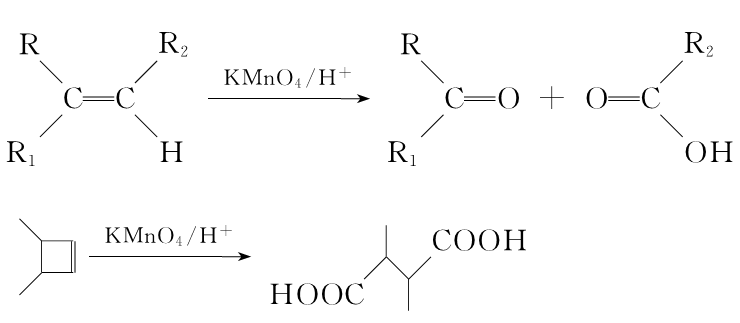 R R₂ C=C R₁ H KMnO₄/H⁺ R C=O R₁ + R₂ O=C OH
KMnO₄/H⁺ COOH HOOC